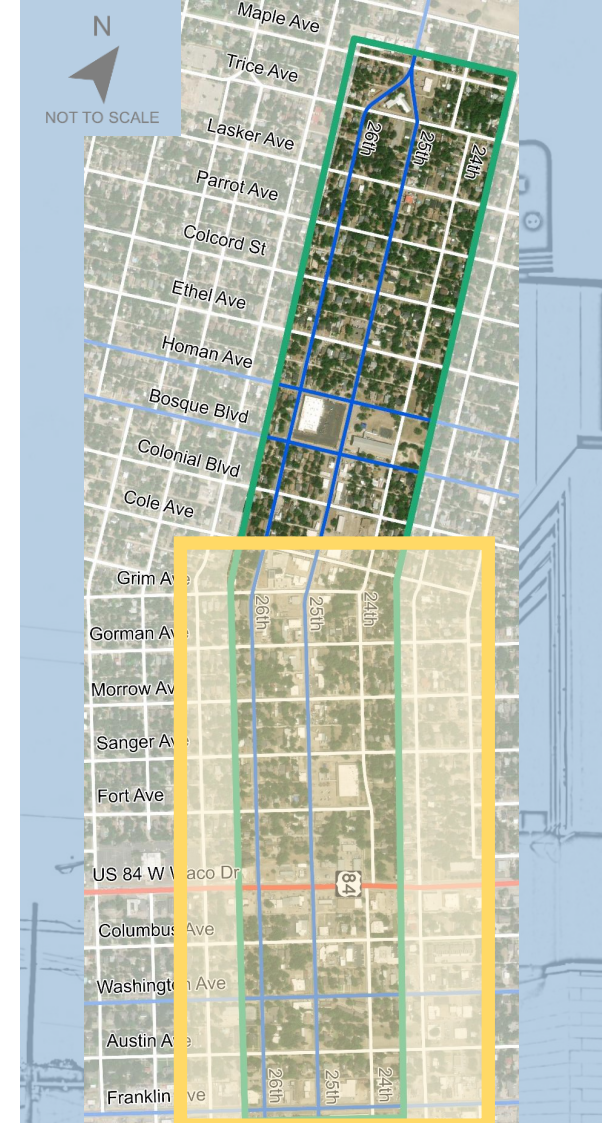 N
NOT TO SCALE
Maple Ave
Trice Ave
Lasker Ave
26th
25th
24th
Parrot Ave
Colcord St
Ethel Ave
Homan Ave
Bosque Blvd
Colonial Blvd
Cole Ave
Grim Ave
26th
25th
24th
Gorman Ave
Morrow Av
Sanger Ave
Fort Ave
US 84 W Waco Dr
84
Columbus Ave
Washington Ave
Austin Ave
26th
25th
24th
Franklin Ave